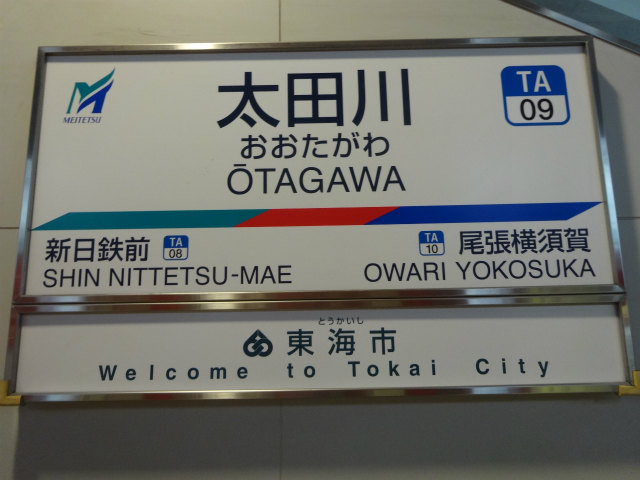 MEITETSU
太田川
TA
09
おおたがわ
ŌTAGAWA
新日鉄前
TA
08
SHIN NITTETSU-MAE
TA
10
尾張横須賀
OWARI YOKOSUKA
とうかいし
東海市
Welcome to Tokai City